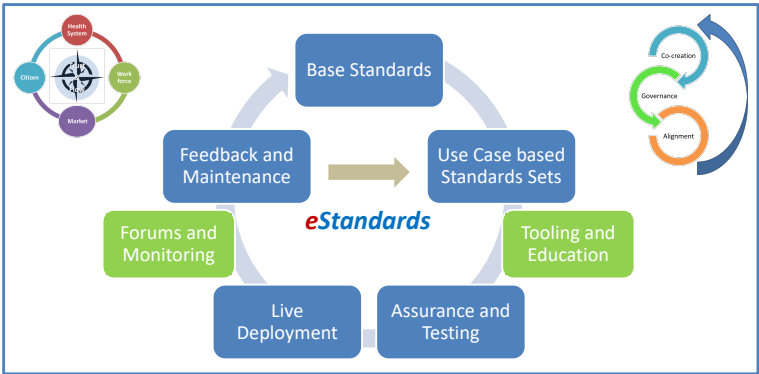 Health
System
Citizen
Work
force
Market
Base Standards
Co-creation
Governance
Alignment
Feedback and
Maintenance
Use Case based
Standards Sets
eStandards
Forums and
Monitoring
Tooling and
Education
Live
Deployment
Assurance and
Testing